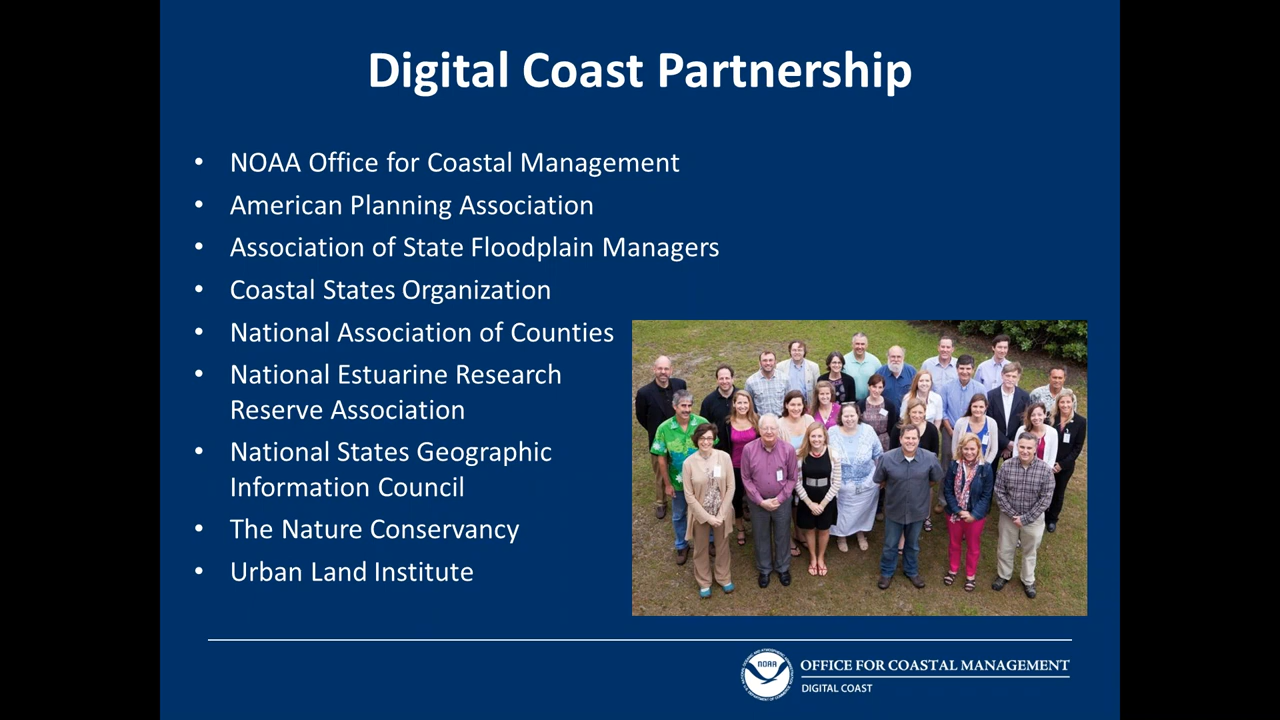 Digital Coast Partnership
• NOAA Office for Coastal Management
• American Planning Association
• Association of State Floodplain Managers
• Coastal States Organization
• National Association of Counties
• National Estuarine Research
Reserve Association
• National States Geographic
Information Council
• The Nature Conservancy
• Urban Land Institute
NOAA
OFFICE FOR COASTAL MANAGEMENT
DIGITAL COAST